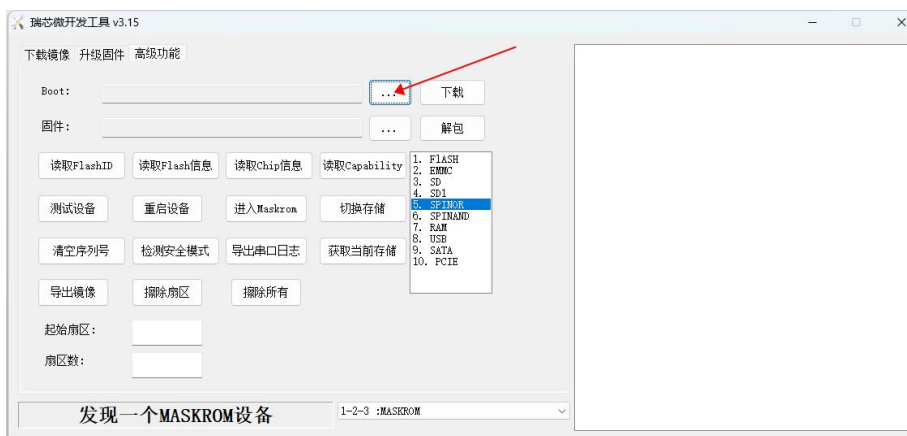 瑞芯微开发工具 v3.15
下载镜像 升级固件 高级功能
Boot: ... 下载
固件: ... 解包
读取FlashID 读取Flash信息 读取Chip信息 读取Capability
测试设备 重启设备 进入Maskrom 切换存储
清空序列号 检测安全模式 导出串口日志 获取当前存储
导出镜像 擦除扇区 擦除所有
1. FlASH
2. EMMC
3. SD
4. SD1
5. SPINOR
6. SPINAND
7. RAM
8. USB
9. SATA
10. PCIE
起始扇区:
扇区数:
发现一个MASKROM设备 1-2-3 :MASKROM